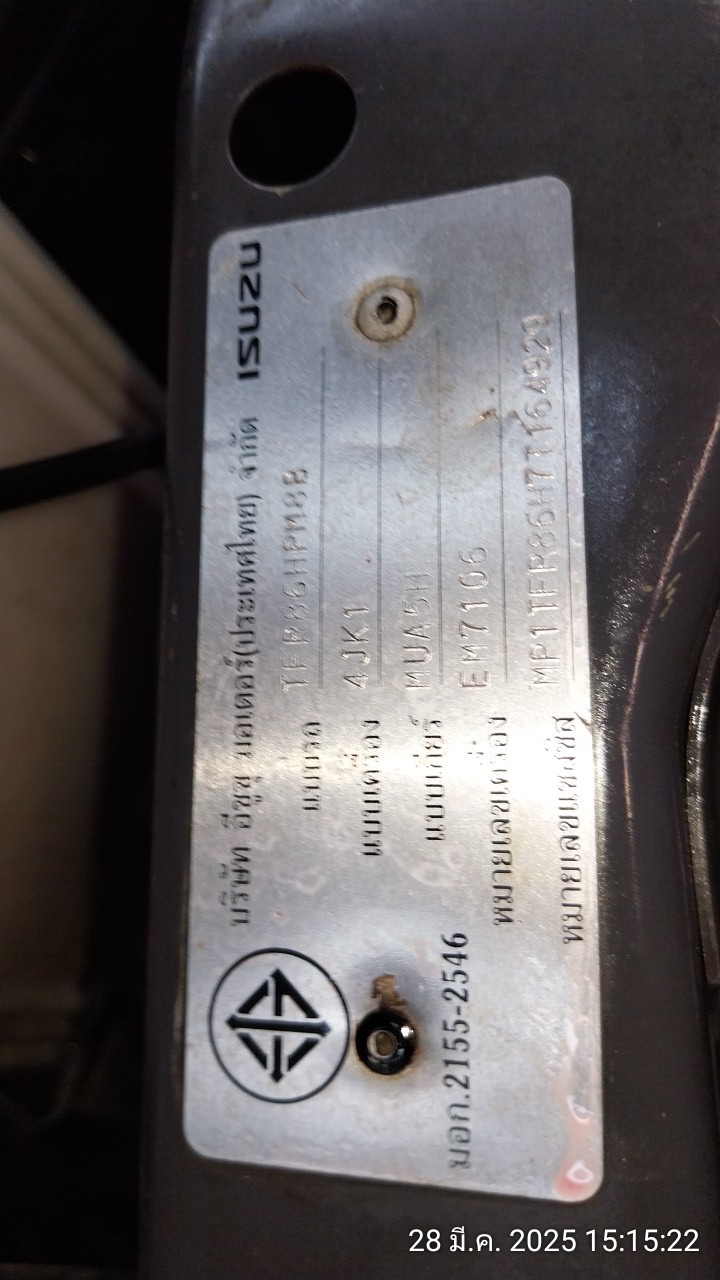 บริษัท อีซูซุ มอเตอร์(ประเทศไทย) จำกัด ISUZU
แบบรถ TFR86HPM8B
แบบเครื่อง 4JK1
แบบเกียร์ MUA5H
หมายเลขเครื่อง EM7106
หมายเลขแชสซีส์ MP1TFR86H7T164929
มอก.2155-2546
28 มี.ค. 2025 15:15:22